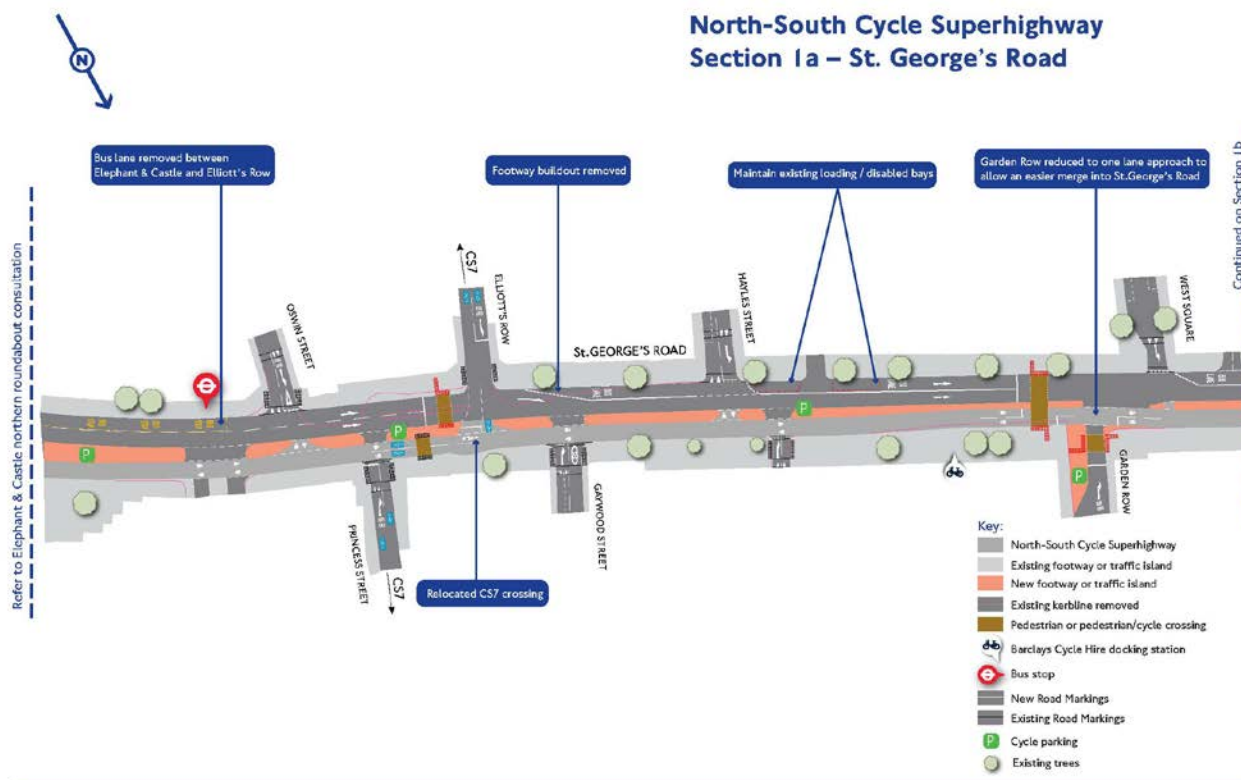 North-South Cycle Superhighway
Section 1a – St. George's Road
N
Bus lane removed between
Elephant & Castle and Elliott's Row
Footway buildout removed
Maintain existing loading / disabled bays
Garden Row reduced to one lane approach to
allow an easier merge into St.George's Road
Refer to Elephant & Castle northern roundabout consultation
Continued on Section 1b
OSWIN STREET
CS7
ELLIOTT'S ROW
St.GEORGE'S ROAD
HAYLES STREET
WEST SQUARE
P
P
P
P
PRINCESS STREET
CS7
GAYWOOD STREET
GARDEN ROW
Relocated CS7 crossing
Key:
North-South Cycle Superhighway
Existing footway or traffic island
New footway or traffic island
Existing kerbline removed
Pedestrian or pedestrian/cycle crossing
Barclays Cycle Hire docking station
Bus stop
New Road Markings
Existing Road Markings
P Cycle parking
Existing trees